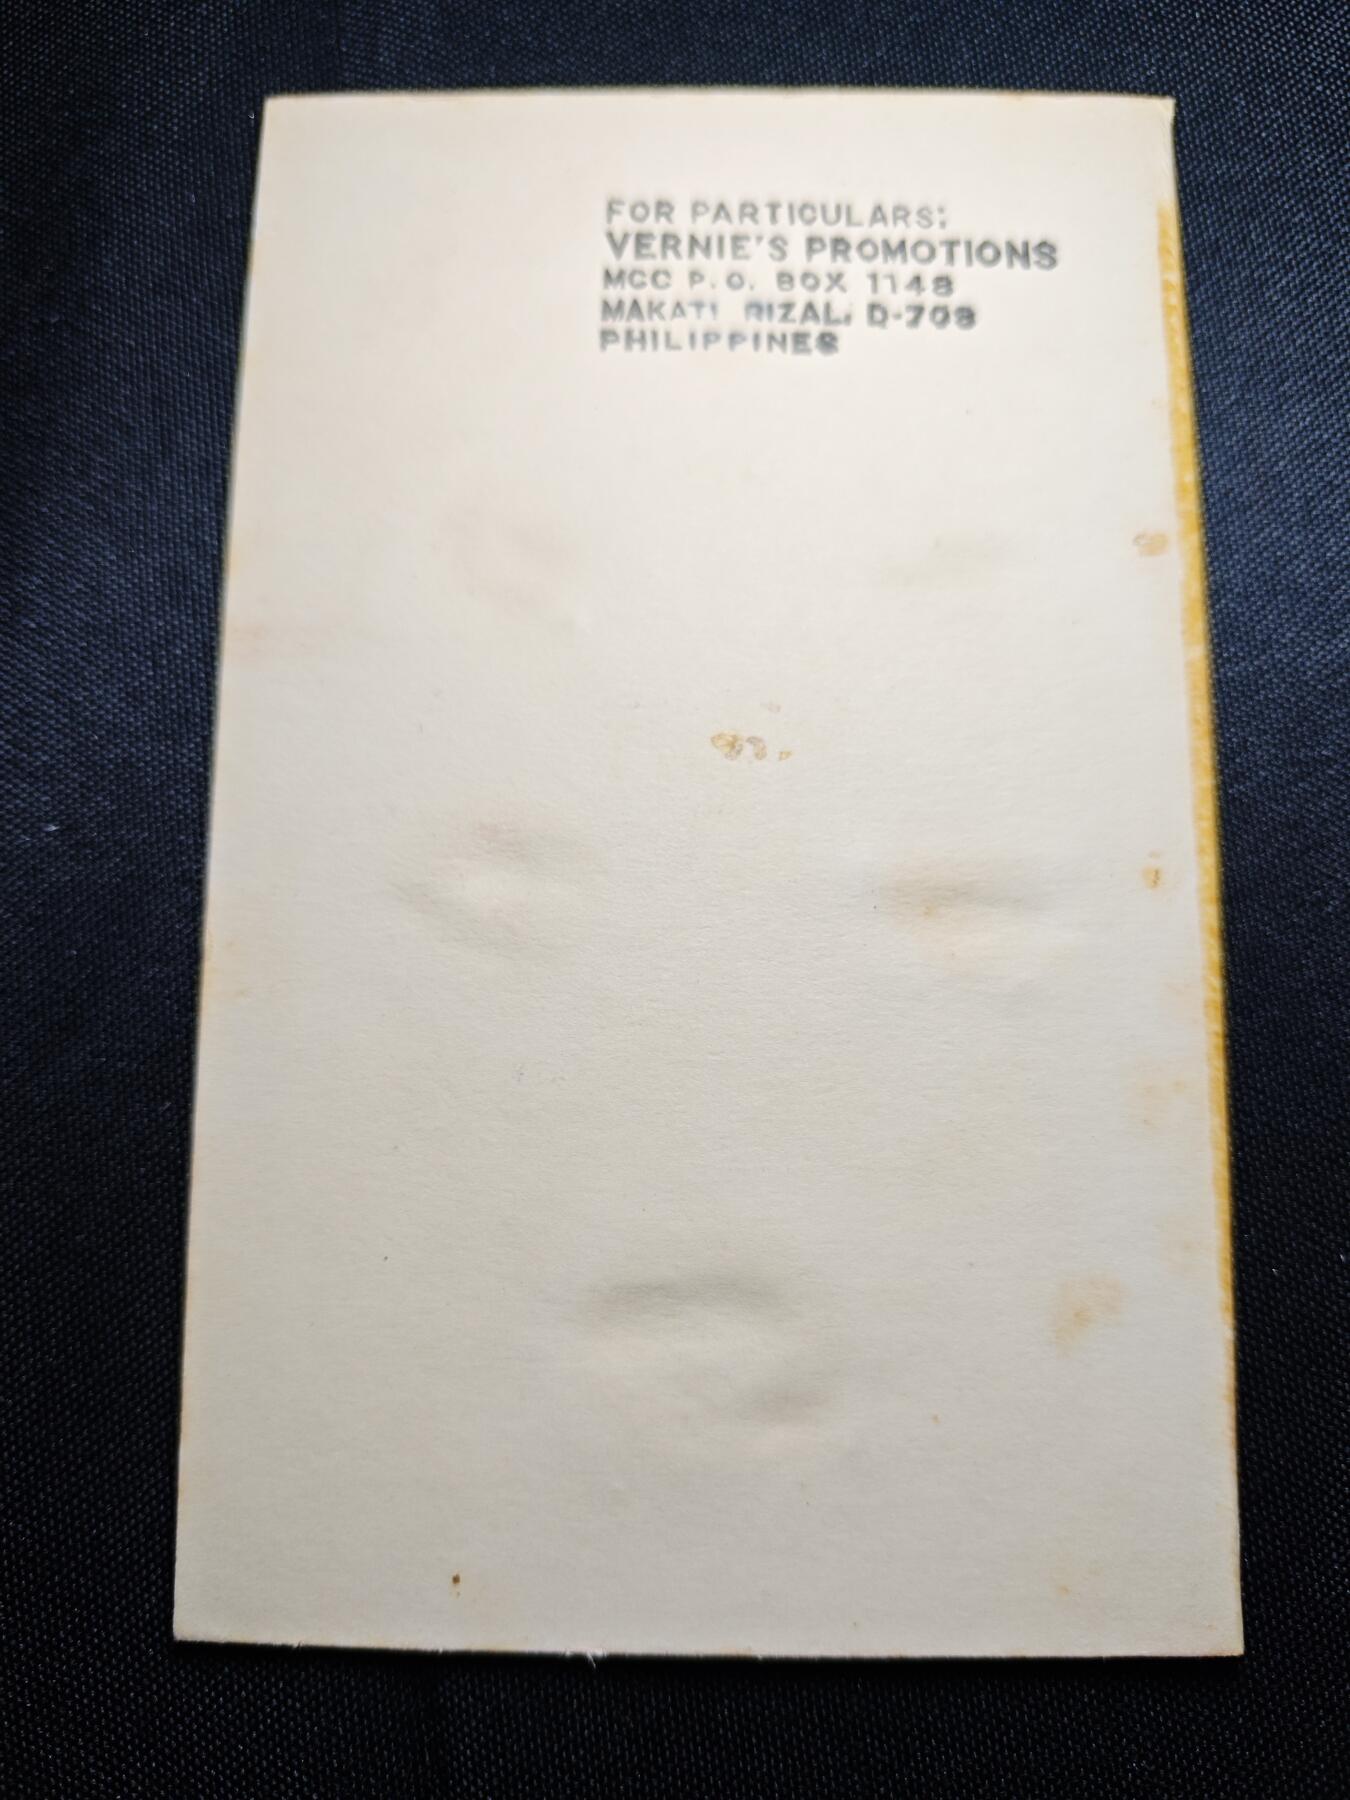 FOR PARTICULARS:
VERNIE'S PROMOTIONS
MCC P.O. BOX 1148
MAKATI RIZAL, D-708
PHILIPPINES